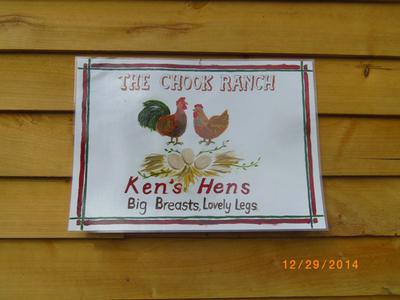 THE CHOOK RANCH
Ken's Hens
Big Breasts, Lovely Legs.
12/29/2014